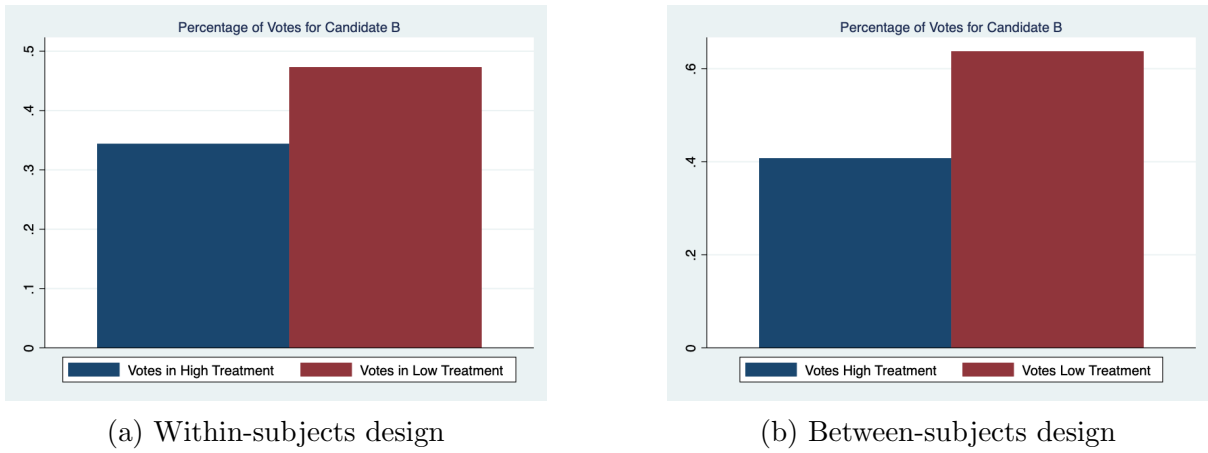 Percentage of Votes for Candidate B
.5
.4
.3
.2
.1
0
Votes in High Treatment Votes in Low Treatment
(a) Within-subjects design
Percentage of Votes for Candidate B
.6
.4
.2
0
Votes High Treatment Votes Low Treatment
(b) Between-subjects design